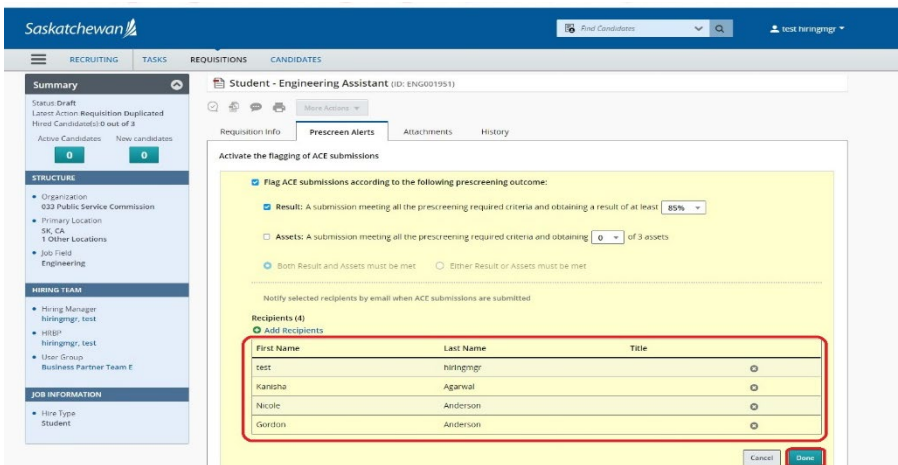 Saskatchewan
Find Candidates
test hiringmgr
RECRUITING TASKS REQUISITIONS CANDIDATES
Summary
Status: Draft
Latest Action: Requisition Duplicated
Hired Candidate(s): 0 out of 3
Active Candidates New candidates
0 0
STRUCTURE
Organization
033 Public Service Commission
Primary Location
SK, CA
1 Other Locations
Job Field
Engineering
HIRING TEAM
Hiring Manager
hiringmgr, test
HRBP
hiringmgr, test
User Group
Business Partner Team E
JOB INFORMATION
Hire Type
Student
Student - Engineering Assistant (ID: ENG001951)
More Actions
Requisition Info Prescreen Alerts Attachments History
Activate the flagging of ACE submissions
Flag ACE submissions according to the following prescreening outcome:
Result: A submission meeting all the prescreening required criteria and obtaining a result of at least 85%
Assets: A submission meeting all the prescreening required criteria and obtaining 0 of 3 assets
Both Result and Assets must be met Either Result or Assets must be met
Notify selected recipients by email when ACE submissions are submitted
Recipients (4)
Add Recipients
First Name Last Name Title
test hiringmgr
Kanisha Agarwal
Nicole Anderson
Gordon Anderson
Cancel Done